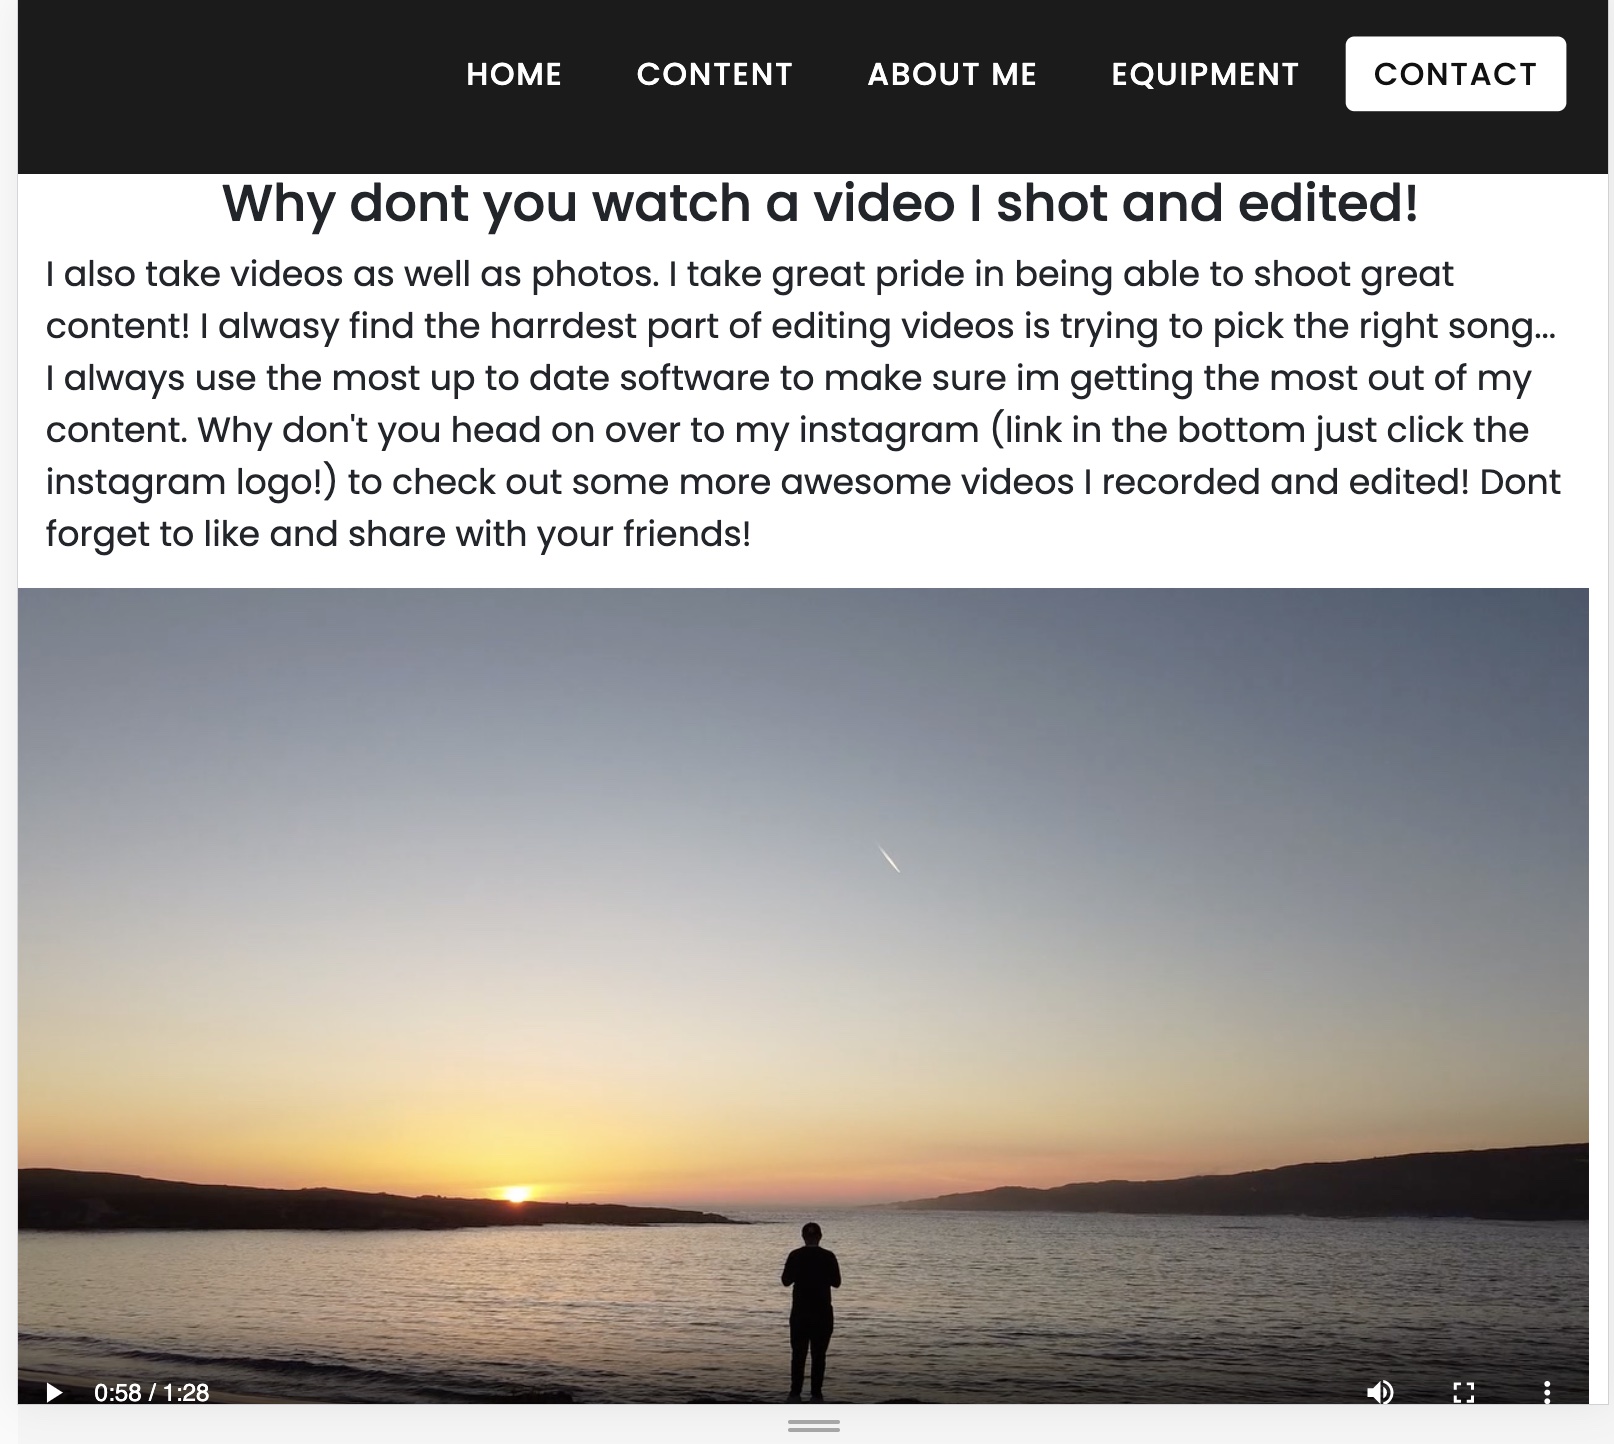 HOME CONTENT ABOUT ME EQUIPMENT CONTACT
Why dont you watch a video I shot and edited!
I also take videos as well as photos. I take great pride in being able to shoot great
content! I alwasy find the harrdest part of editing videos is trying to pick the right song...
I always use the most up to date software to make sure im getting the most out of my
content. Why don't you head on over to my instagram (link in the bottom just click the
instagram logo!) to check out some more awesome videos I recorded and edited! Dont
forget to like and share with your friends!
0:58 / 1:28